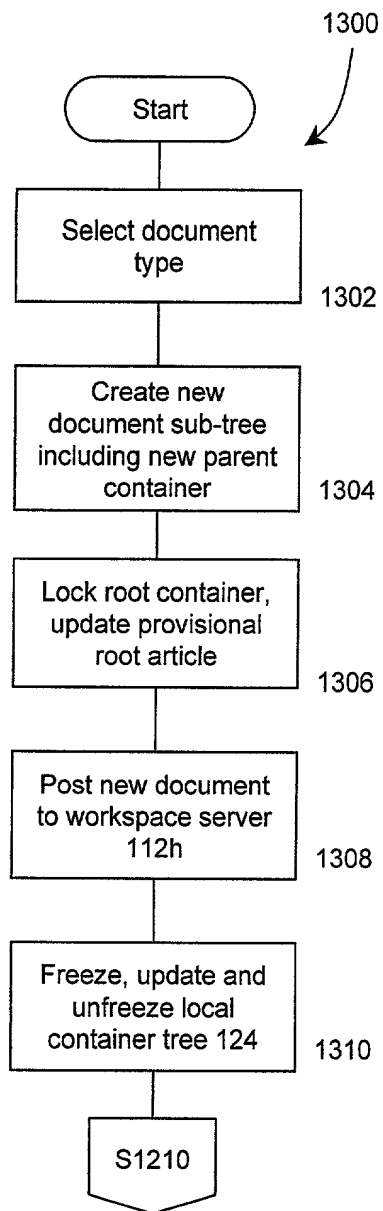 1300
Start
Select document
type
1302
Create new
document sub-tree
including new parent
container
1304
Lock root container,
update provisional
root article
1306
Post new document
to workspace server
112h
1308
Freeze, update and
unfreeze local
container tree 124
1310
S1210